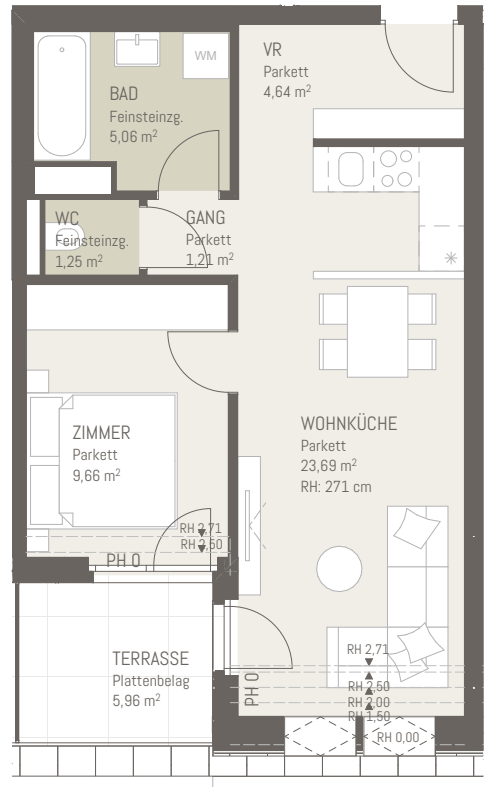 VR
Parkett
4,64 m²
WM
BAD
Feinsteinzg.
5,06 m²
WC
Feinsteinzg.
1,25 m²
GANG
Parkett
1,21 m²
ZIMMER
Parkett
9,66 m²
WOHNKÜCHE
Parkett
23,69 m²
RH: 271 cm
RH 2,71
RH 2,50
PH 0
TERRASSE
Plattenbelag
5,96 m²
PH 0
RH 2,71
RH 2,50
RH 2,00
RH 1,50
RH 0,00